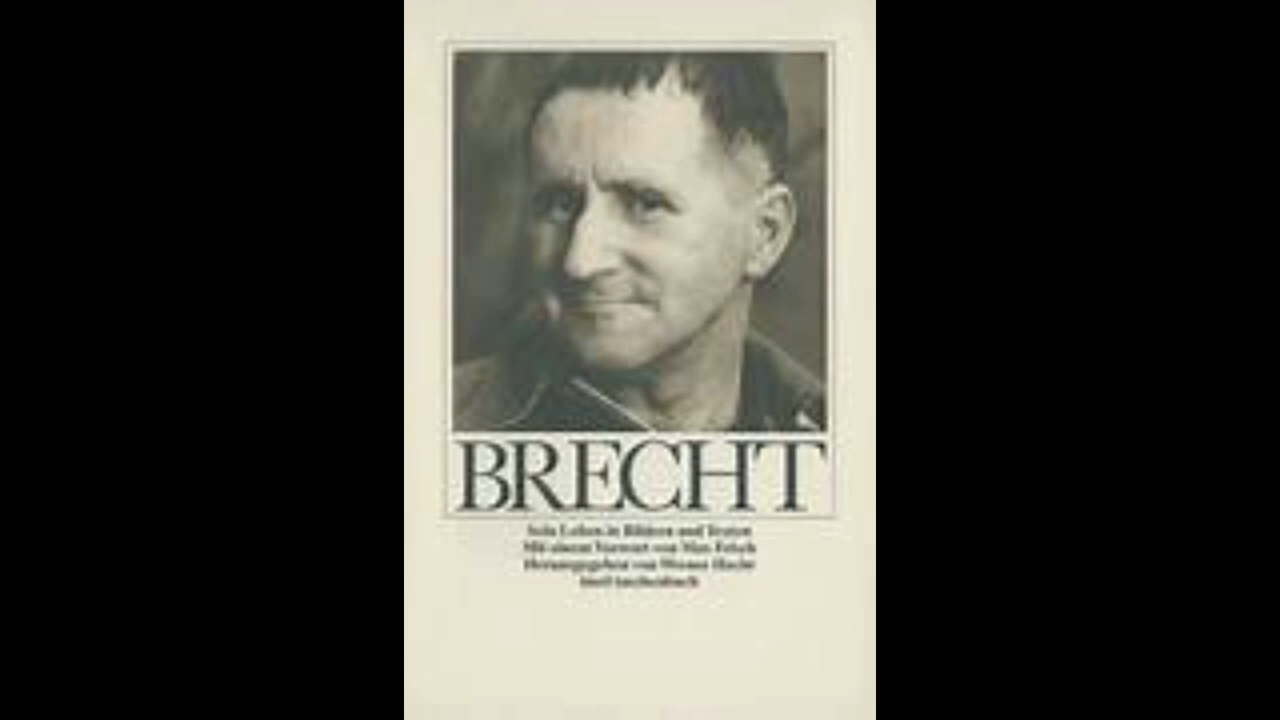 BRECHT
Sein Leben in Bildern und Texten
Mit einem Vorwort von Max Frisch
Herausgegeben von Werner Hecht
insel taschenbuch